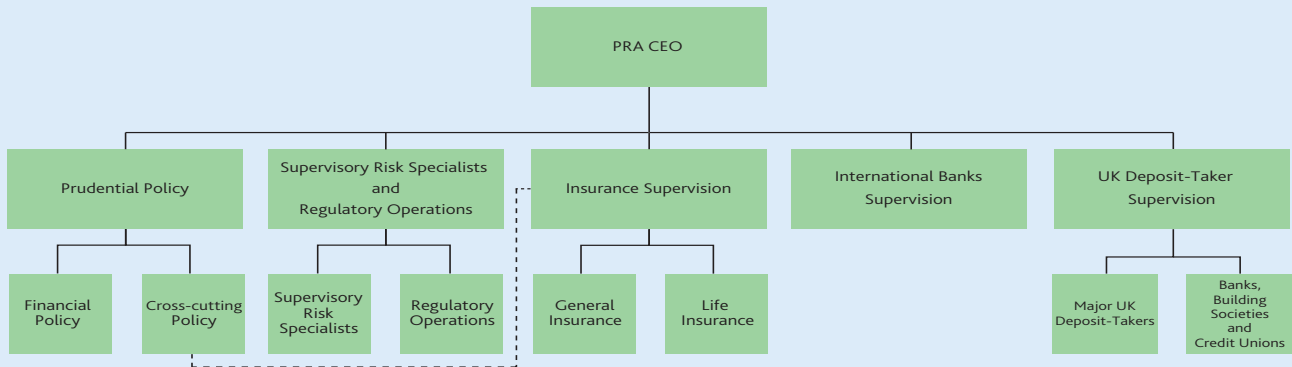 PRA CEO
Prudential Policy
Supervisory Risk Specialists
and
Regulatory Operations
Insurance Supervision
International Banks
Supervision
UK Deposit-Taker
Supervision
Financial
Policy
Cross-cutting
Policy
Supervisory
Risk
Specialists
Regulatory
Operations
General
Insurance
Life
Insurance
Major UK
Deposit-Takers
Banks,
Building
Societies
and
Credit Unions